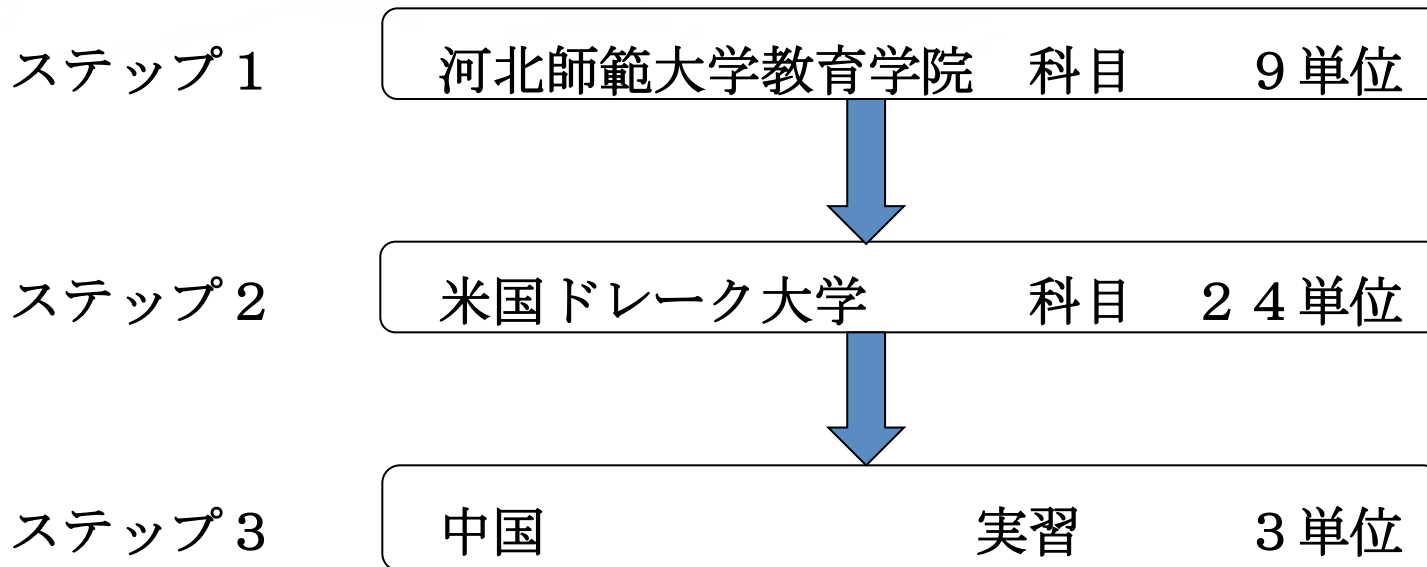 ステップ１ 河北師範大学教育学院　科目　９単位
ステップ２ 米国ドレーク大学　科目　２４単位
ステップ３ 中国　実習　３単位